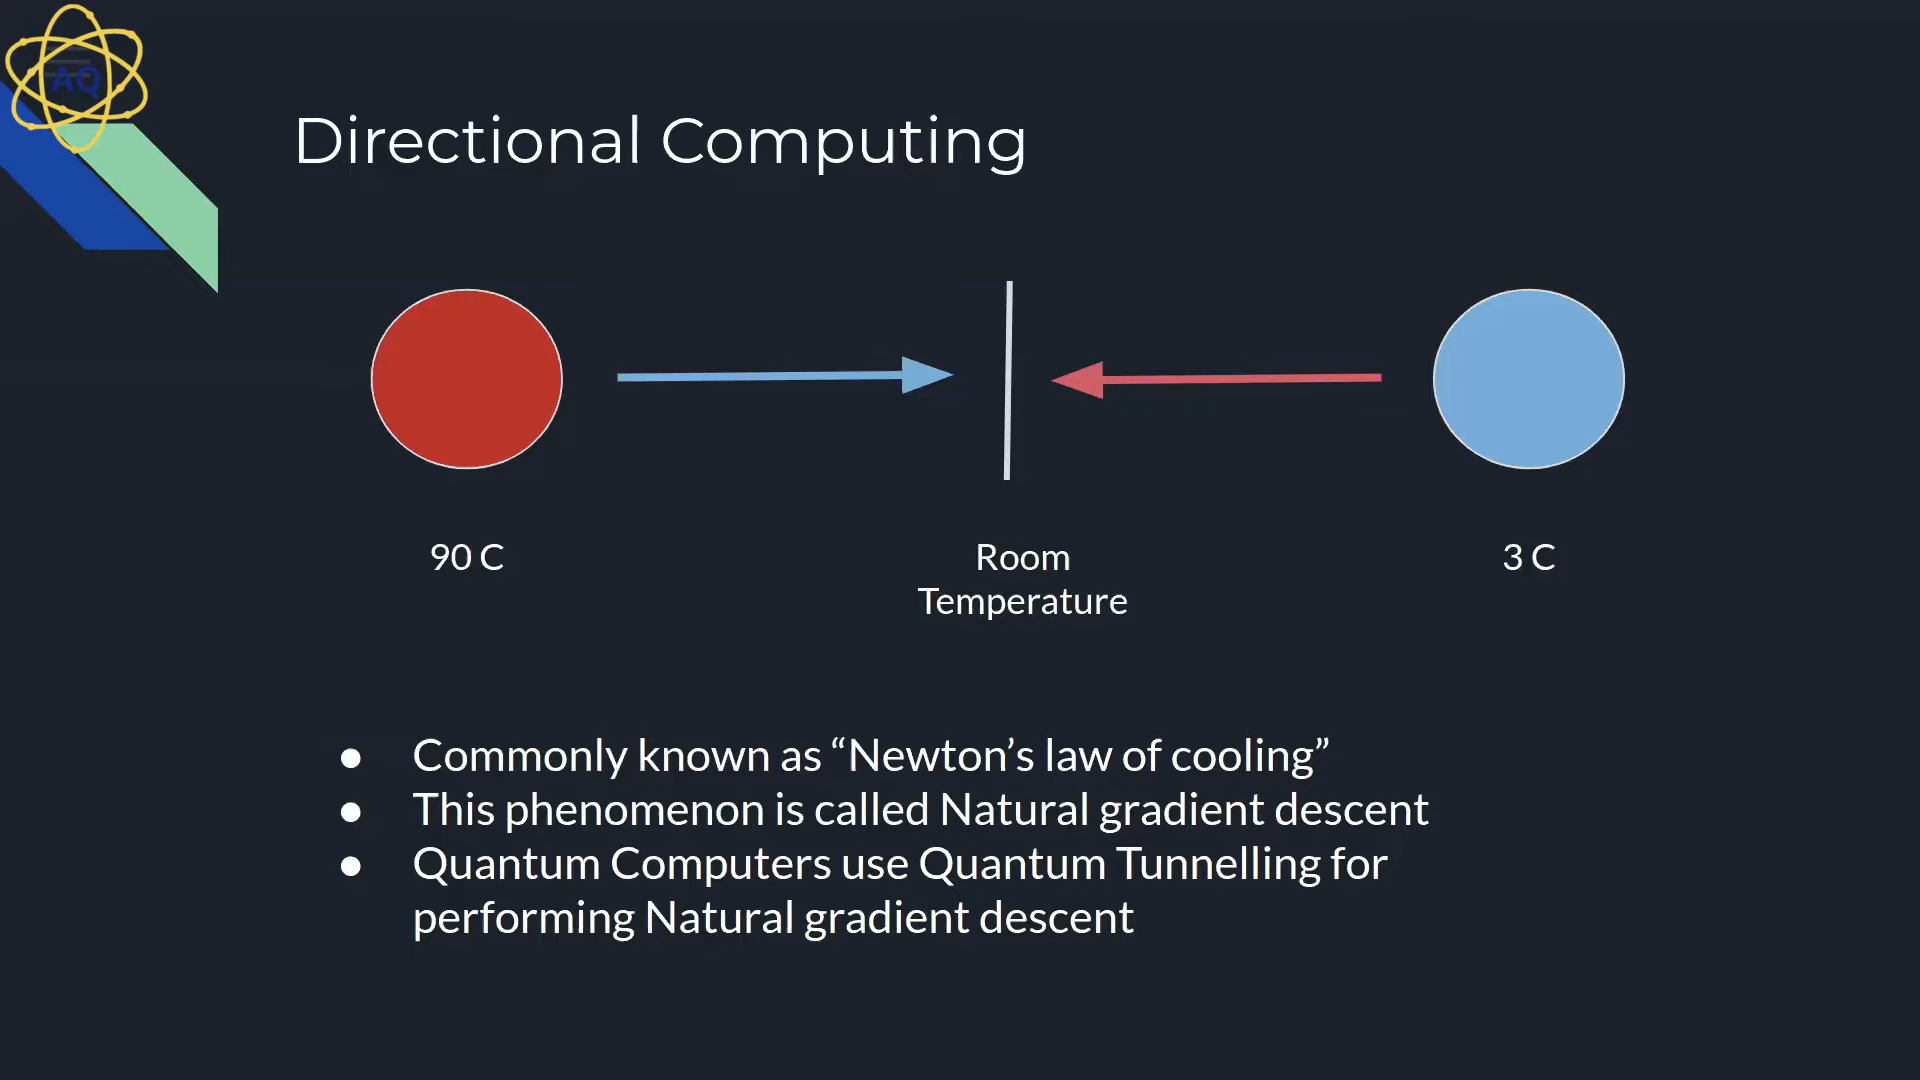 AQ
Directional Computing
90 C
Room
Temperature
3 C
● Commonly known as “Newton’s law of cooling”
● This phenomenon is called Natural gradient descent
● Quantum Computers use Quantum Tunnelling for
performing Natural gradient descent